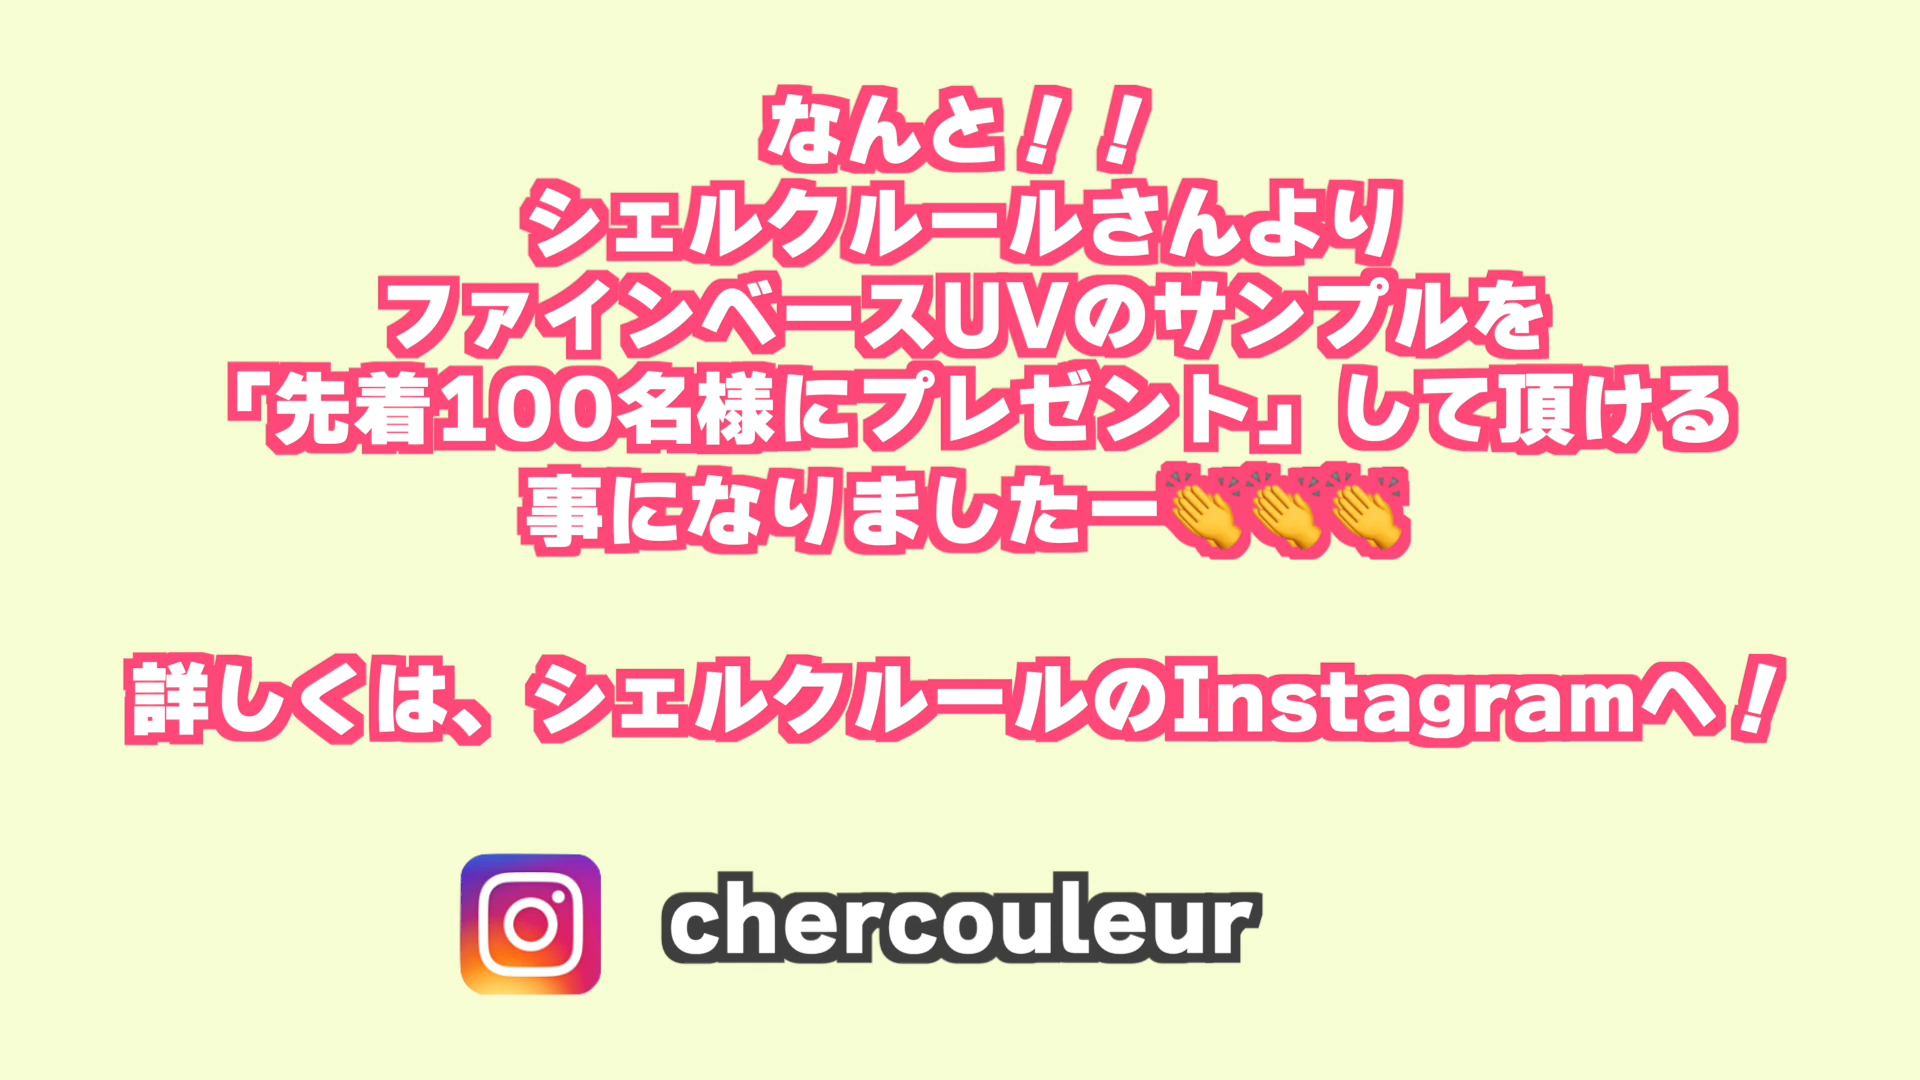 なんと！！
シェルクルールさんより
ファインベースUVのサンプルを
「先着100名様にプレゼント」して頂ける
事になりましたー👏👏👏
詳しくは、シェルクルールのInstagramへ！
chercouleur